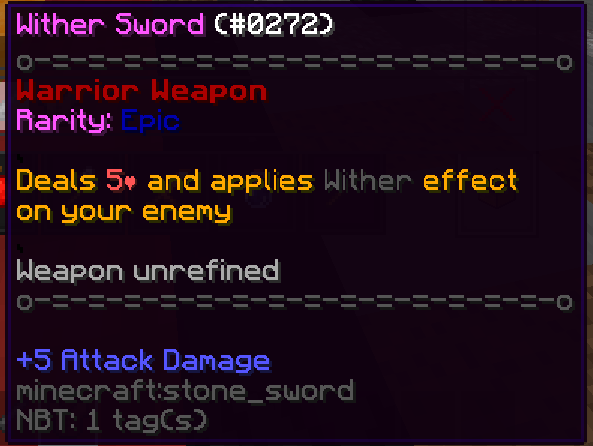 Wither Sword (#0272)
o-=-=-=-=-=-=-=-=-=-=-=-=-=-=-o
Warrior Weapon
Rarity: Epic
Deals 5♥ and applies Wither effect
on your enemy
Weapon unrefined
o-=-=-=-=-=-=-=-=-=-=-=-=-=-=-o
+5 Attack Damage
minecraft:stone_sword
NBT: 1 tag(s)